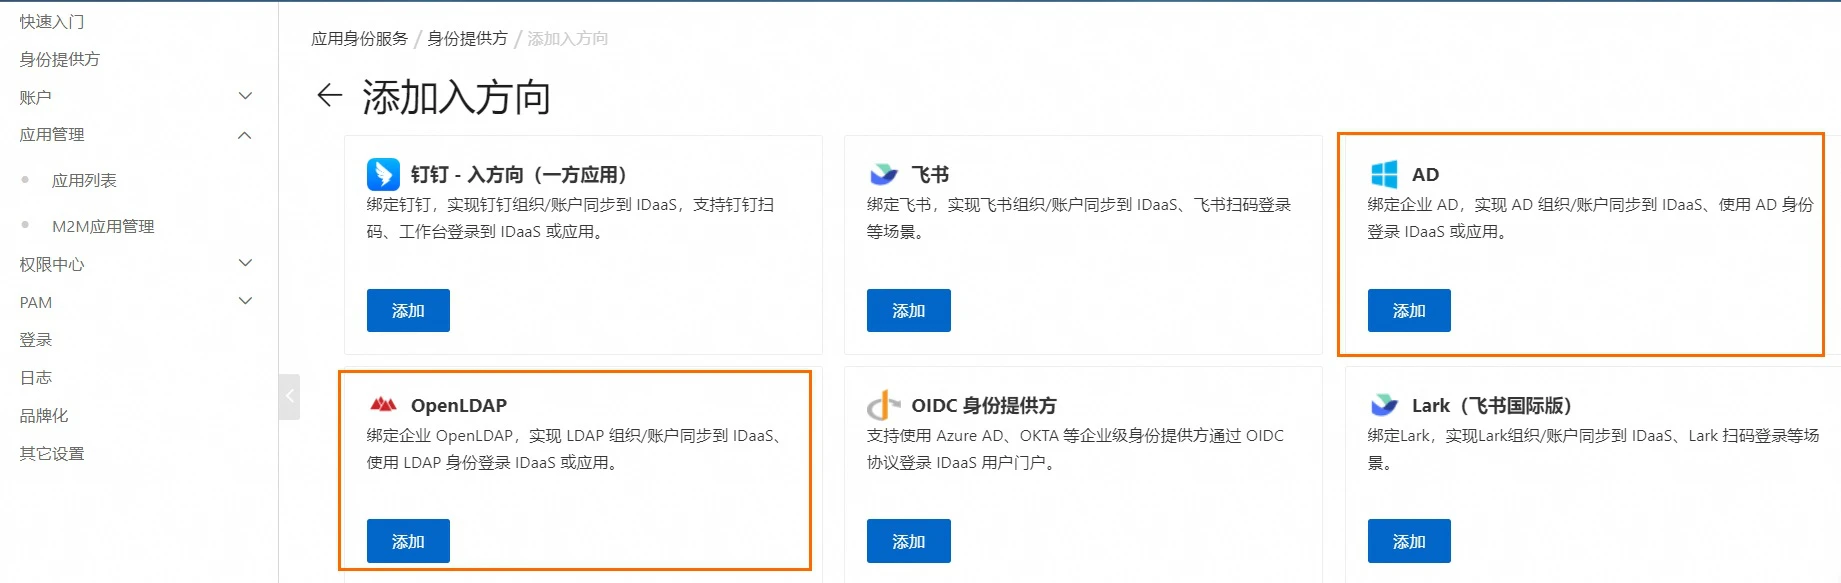 快速入门
身份提供方
账户
应用管理
应用列表
M2M应用管理
权限中心
PAM
登录
日志
品牌化
其它设置
应用身份服务 / 身份提供方 / 添加入方向
添加入方向
钉钉 - 入方向（一方应用）
绑定钉钉，实现钉钉组织/账户同步到 IDaaS，支持钉钉扫
码、工作台登录到 IDaaS 或应用。
添加
飞书
绑定飞书，实现飞书组织/账户同步到 IDaaS、飞书扫码登录
等场景。
添加
AD
绑定企业 AD，实现 AD 组织/账户同步到 IDaaS、使用 AD 身份
登录 IDaaS 或应用。
添加
OpenLDAP
绑定企业 OpenLDAP，实现 LDAP 组织/账户同步到 IDaaS、
使用 LDAP 身份登录 IDaaS 或应用。
添加
OIDC 身份提供方
支持使用 Azure AD、OKTA 等企业级身份提供方通过 OIDC
协议登录 IDaaS 用户门户。
添加
Lark（飞书国际版）
绑定Lark，实现Lark组织/账户同步到 IDaaS、Lark 扫码登录等场
景。
添加